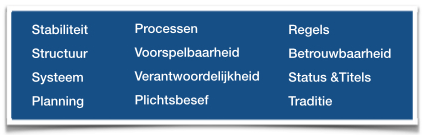 Stabiliteit
Structuur
Systeem
Planning
Processen
Voorspelbaarheid
Verantwoordelijkheid
Plichtsbesef
Regels
Betrouwbaarheid
Status &Titels
Traditie